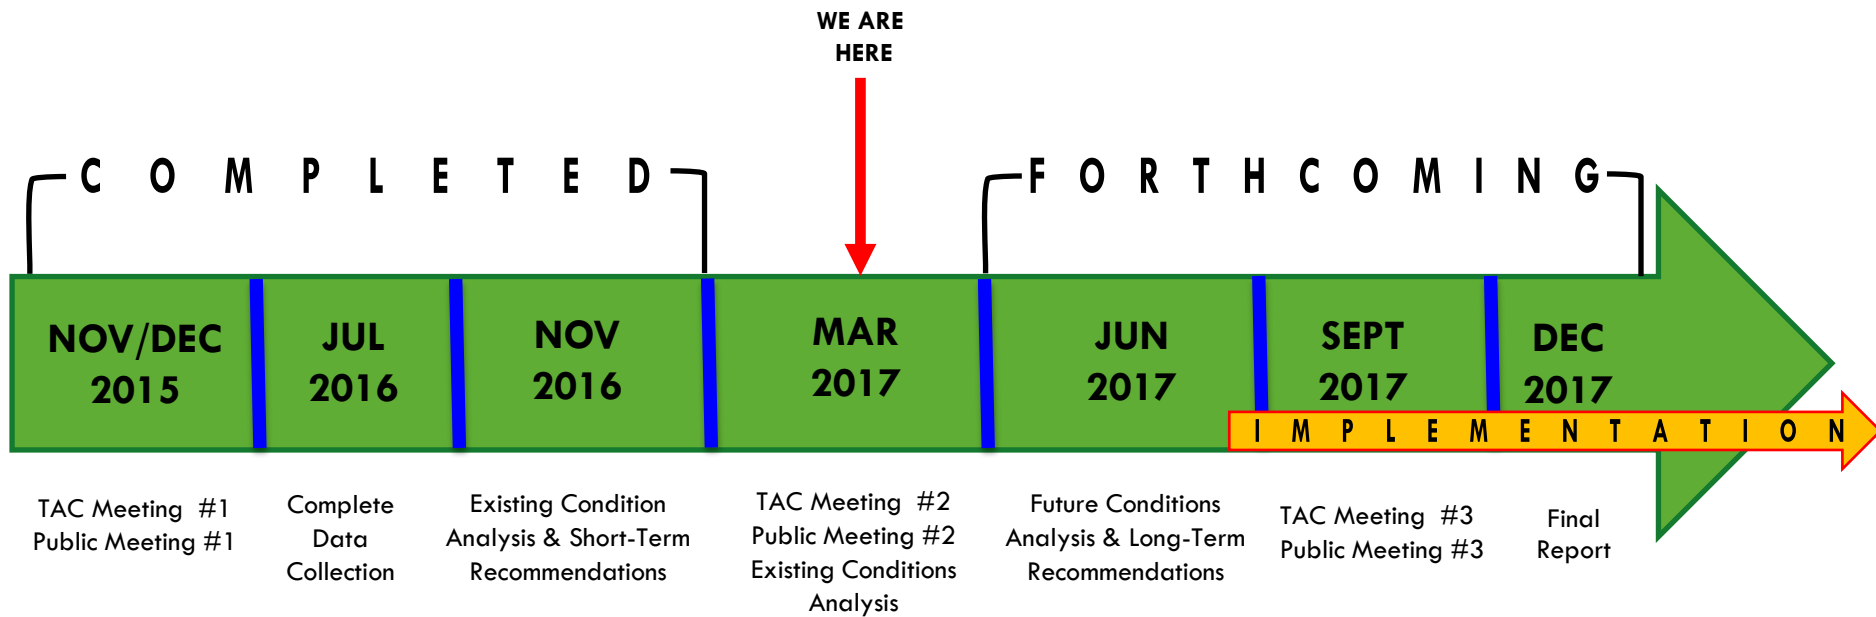 WE ARE
HERE
COMPLETED
FORTHCOMING
NOV/DEC
2015
JUL
2016
NOV
2016
MAR
2017
JUN
2017
SEPT
2017
DEC
2017
IMPLEMENTATION
TAC Meeting #1
Public Meeting #1
Complete
Data
Collection
Existing Condition
Analysis & Short-Term
Recommendations
TAC Meeting #2
Public Meeting #2
Existing Conditions
Analysis
Future Conditions
Analysis & Long-Term
Recommendations
TAC Meeting #3
Public Meeting #3
Final
Report